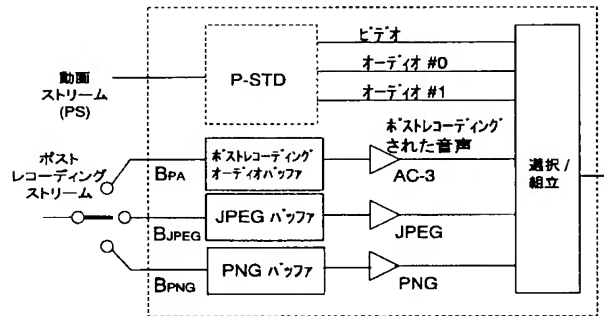 動画
ストリーム
(PS)
P-STD
ビデオ
オーディオ #0
オーディオ #1
ポスト
レコーディング
ストリーム
BPA
ポストレコーディング
オーディオバッファ
ポストレコーディング
された音声
AC-3
BJPEG
JPEG バッファ
JPEG
BPNG
PNG バッファ
PNG
選択 /
組立